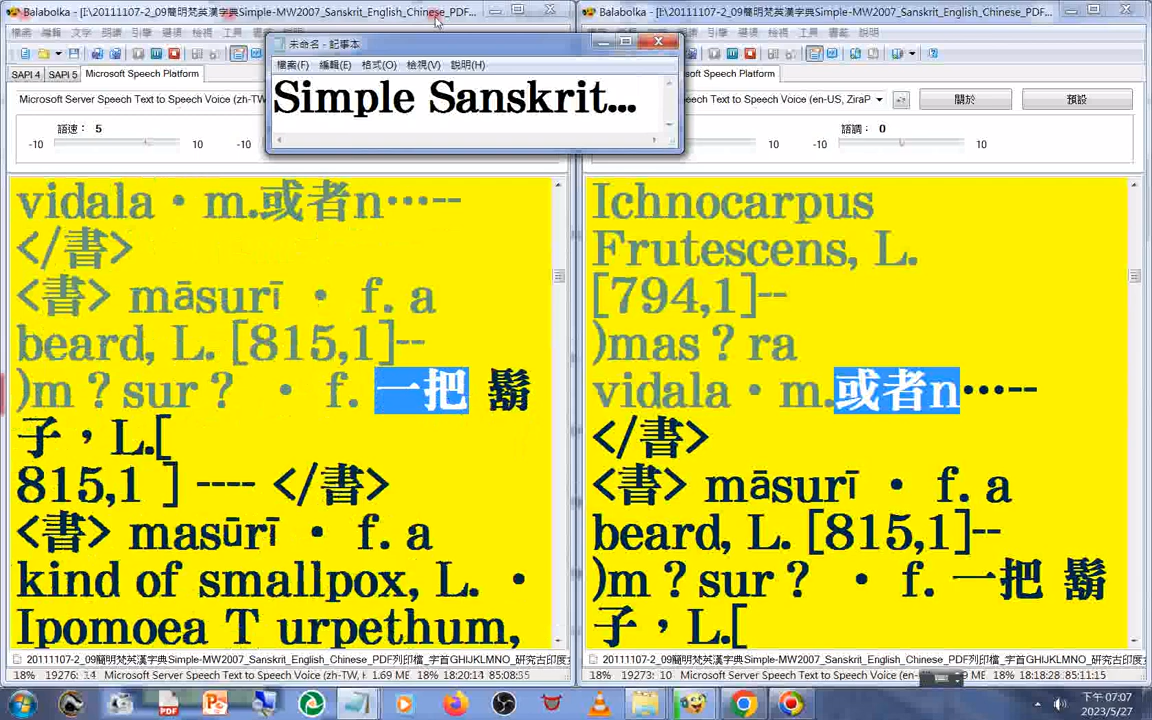 Balabolka - [I:\20111107-2_09簡明梵英漢字典Simple-MW2007_Sanskrit_English_Chinese_PDF...
Balabolka - [I:\20111107-2_09簡明梵英漢字典Simple-MW2007_Sanskrit_English_Chinese_PDF...
未命名 - 記事本
檔案(F) 編輯(E) 格式(O) 檢視(V) 說明(H)
Simple Sanskrit...
SAPI 4 SAPI 5 Microsoft Speech Platform
Speech Platform
Microsoft Server Speech Text to Speech Voice (zh-TW
ech Text to Speech Voice (en-US, ZiraP
關於
預設
語速： 5
語調： 0
-10 10 -10
10 -10 10
vidala • m.或者n…--
</書>
<書> māsurī • f. a
beard, L. [815,1]--
)m？sur？ • f. 一把 鬍
子，L.[
815,1 ] ---- </書>
<書> masūrī • f. a
kind of smallpox, L. •
Ipomoea T urpethum,
Ichnocarpus
Frutescens, L.
[794,1]--
)mas？ra
vidala • m.或者n…--
</書>
<書> māsurī • f. a
beard, L. [815,1]--
)m？sur？ • f. 一把 鬍
子，L.[
20111107-2_09簡明梵英漢字典Simple-MW2007_Sanskrit_English_Chinese_PDF列印檔_字首GHIJKLMNO_研究古印度
20111107-2_09簡明梵英漢字典Simple-MW2007_Sanskrit_English_Chinese_PDF列印檔_字首GHIJKLMNO_研究古印度
18% 19276: 14 Microsoft Server Speech Text to Speech Voice (zh-TW, 1.69 ME 18% 18:20:14 85:08:35
18% 19273: 10 Microsoft Server Speech Text to Speech Voice 18% 18:18:28 85:11:15
下午 07:07
2023/5/27